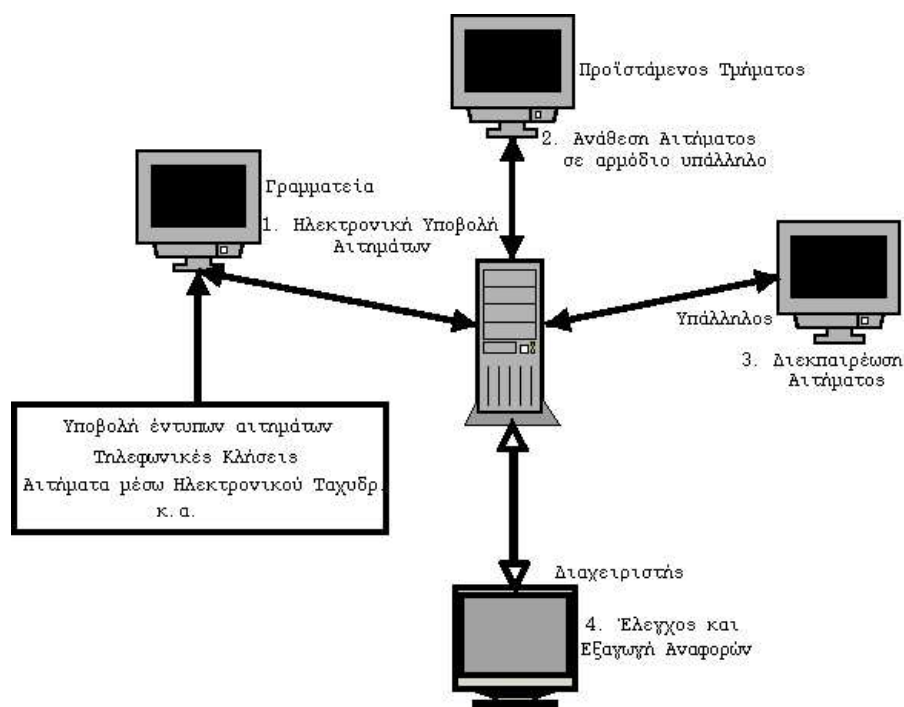 Προϊστάμενος Τμήματος
2. Ανάθεση Αιτήματος
σε αρμόδιο υπάλληλο
Γραμματεία
1. Ηλεκτρονική Υποβολή
Αιτημάτων
Υπάλληλος
3. Διεκπαιρέωση
Αιτήματος
Υποβολή έντυπων αιτημάτων
Τηλεφωνικές Κλήσεις
Αιτήματα μέσω Ηλεκτρονικού Ταχυδρ.
κ.α.
Διαχειριστής
4. Έλεγχος και
Εξαγωγή Αναφορών